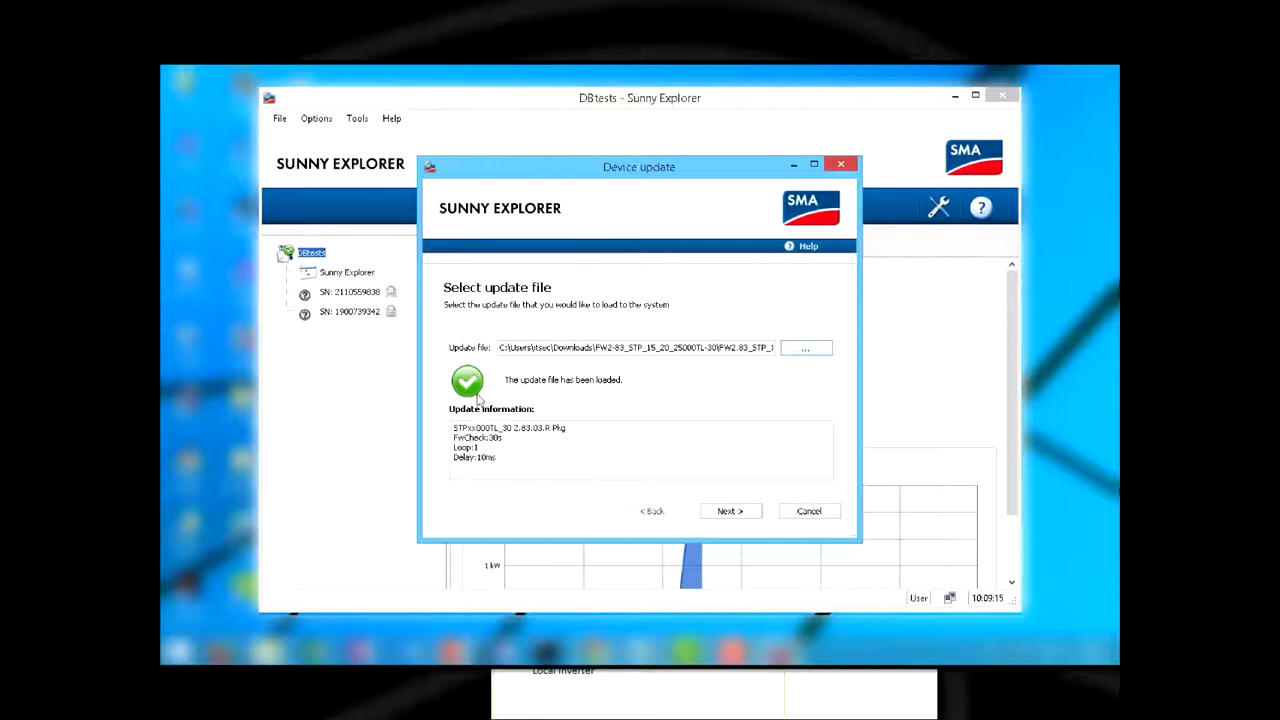 DBtests - Sunny Explorer
File Options Tools Help
SUNNY EXPLORER
SMA
Device update
SUNNY EXPLORER
SMA
Help
DBtests
Sunny Explorer
SN: 2110559838
SN: 1900739342
Select update file
Select the update file that you would like to load to the system
Update file: C:\Users\tsec\Downloads\FW2-83_STP_15_20_25000TL-30\FW2.83_STP_1 ...
The update file has been loaded.
Update information:
STPxx000TL_30 2.83.03.R Pkg
FwCheck:30s
Loop:1
Delay:10ms
< Back Next > Cancel
1 kW
User 10:09:15
Local Inverter